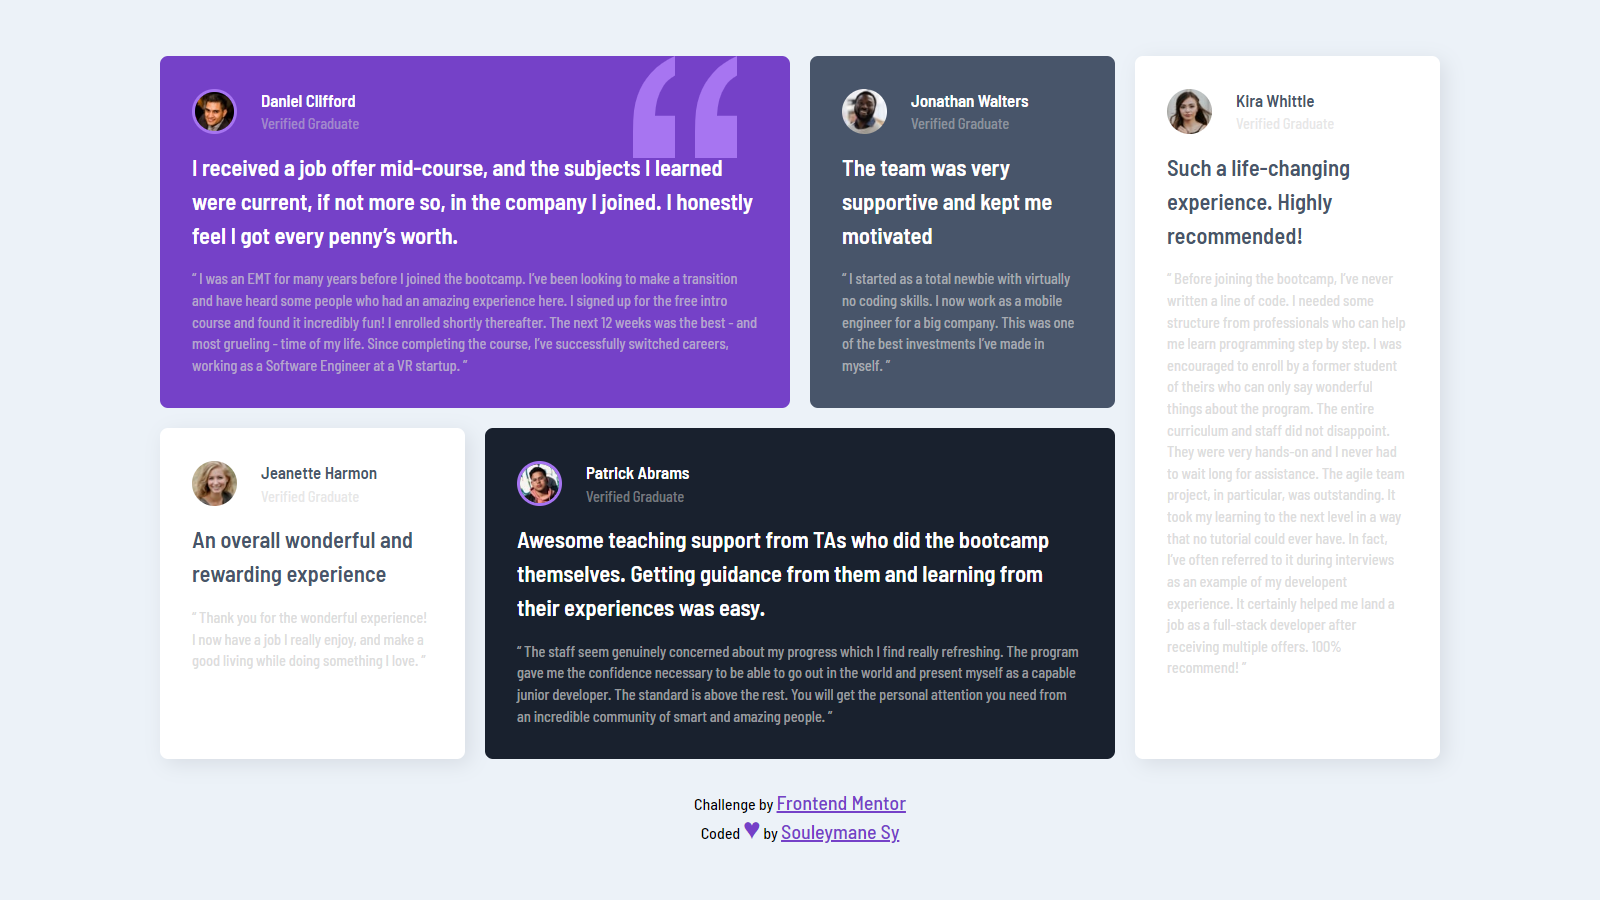 Daniel Clifford
Verified Graduate
I received a job offer mid-course, and the subjects I learned
were current, if not more so, in the company I joined. I honestly
feel I got every penny’s worth.
“ I was an EMT for many years before I joined the bootcamp. I’ve been looking to make a transition
and have heard some people who had an amazing experience here. I signed up for the free intro
course and found it incredibly fun! I enrolled shortly thereafter. The next 12 weeks was the best - and
most grueling - time of my life. Since completing the course, I’ve successfully switched careers,
working as a Software Engineer at a VR startup. ”
Jonathan Walters
Verified Graduate
The team was very
supportive and kept me
motivated
“ I started as a total newbie with virtually
no coding skills. I now work as a mobile
engineer for a big company. This was one
of the best investments I’ve made in
myself. ”
Kira Whittle
Verified Graduate
Such a life-changing
experience. Highly
recommended!
“ Before joining the bootcamp, I’ve never
written a line of code. I needed some
structure from professionals who can help
me learn programming step by step. I was
encouraged to enroll by a former student
of theirs who can only say wonderful
things about the program. The entire
curriculum and staff did not disappoint.
They were very hands-on and I never had
to wait long for assistance. The agile team
project, in particular, was outstanding. It
took my learning to the next level in a way
that no tutorial could ever have. In fact,
I’ve often referred to it during interviews
as an example of my developent
experience. It certainly helped me land a
job as a full-stack developer after
receiving multiple offers. 100%
recommend! ”
Jeanette Harmon
Verified Graduate
An overall wonderful and
rewarding experience
“ Thank you for the wonderful experience!
I now have a job I really enjoy, and make a
good living while doing something I love. ”
Patrick Abrams
Verified Graduate
Awesome teaching support from TAs who did the bootcamp
themselves. Getting guidance from them and learning from
their experiences was easy.
“ The staff seem genuinely concerned about my progress which I find really refreshing. The program
gave me the confidence necessary to be able to go out in the world and present myself as a capable
junior developer. The standard is above the rest. You will get the personal attention you need from
an incredible community of smart and amazing people. ”
Challenge by Frontend Mentor
Coded ♥ by Souleymane Sy